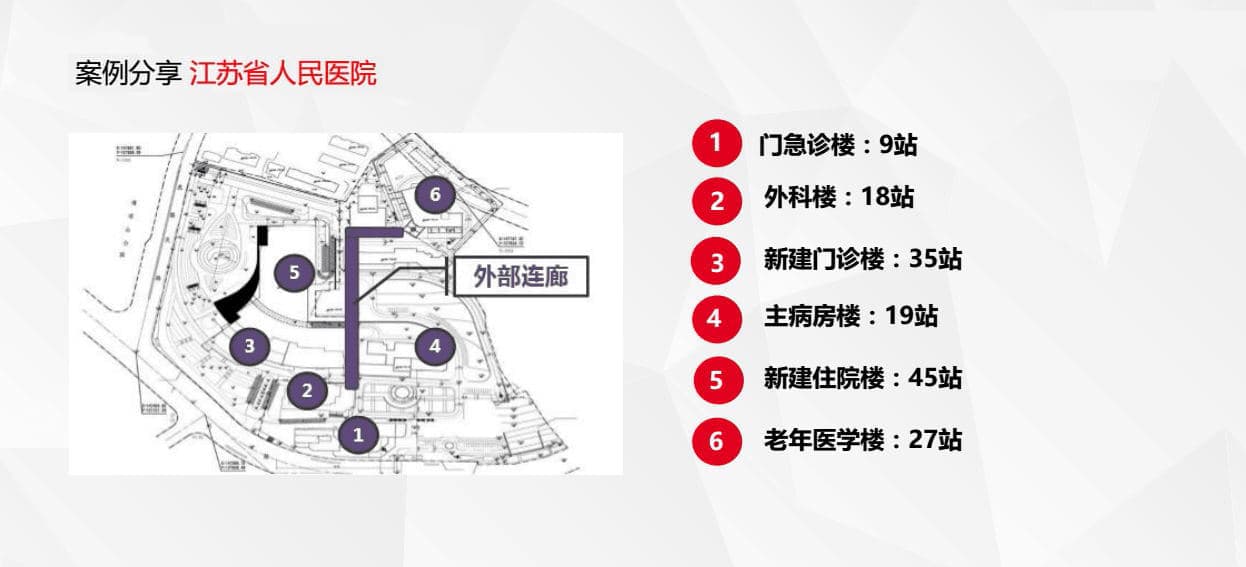 案例分享 江苏省人民医院
6
5
外部连廊
3
4
2
1
1 门急诊楼：9站
2 外科楼：18站
3 新建门诊楼：35站
4 主病房楼：19站
5 新建住院楼：45站
6 老年医学楼：27站